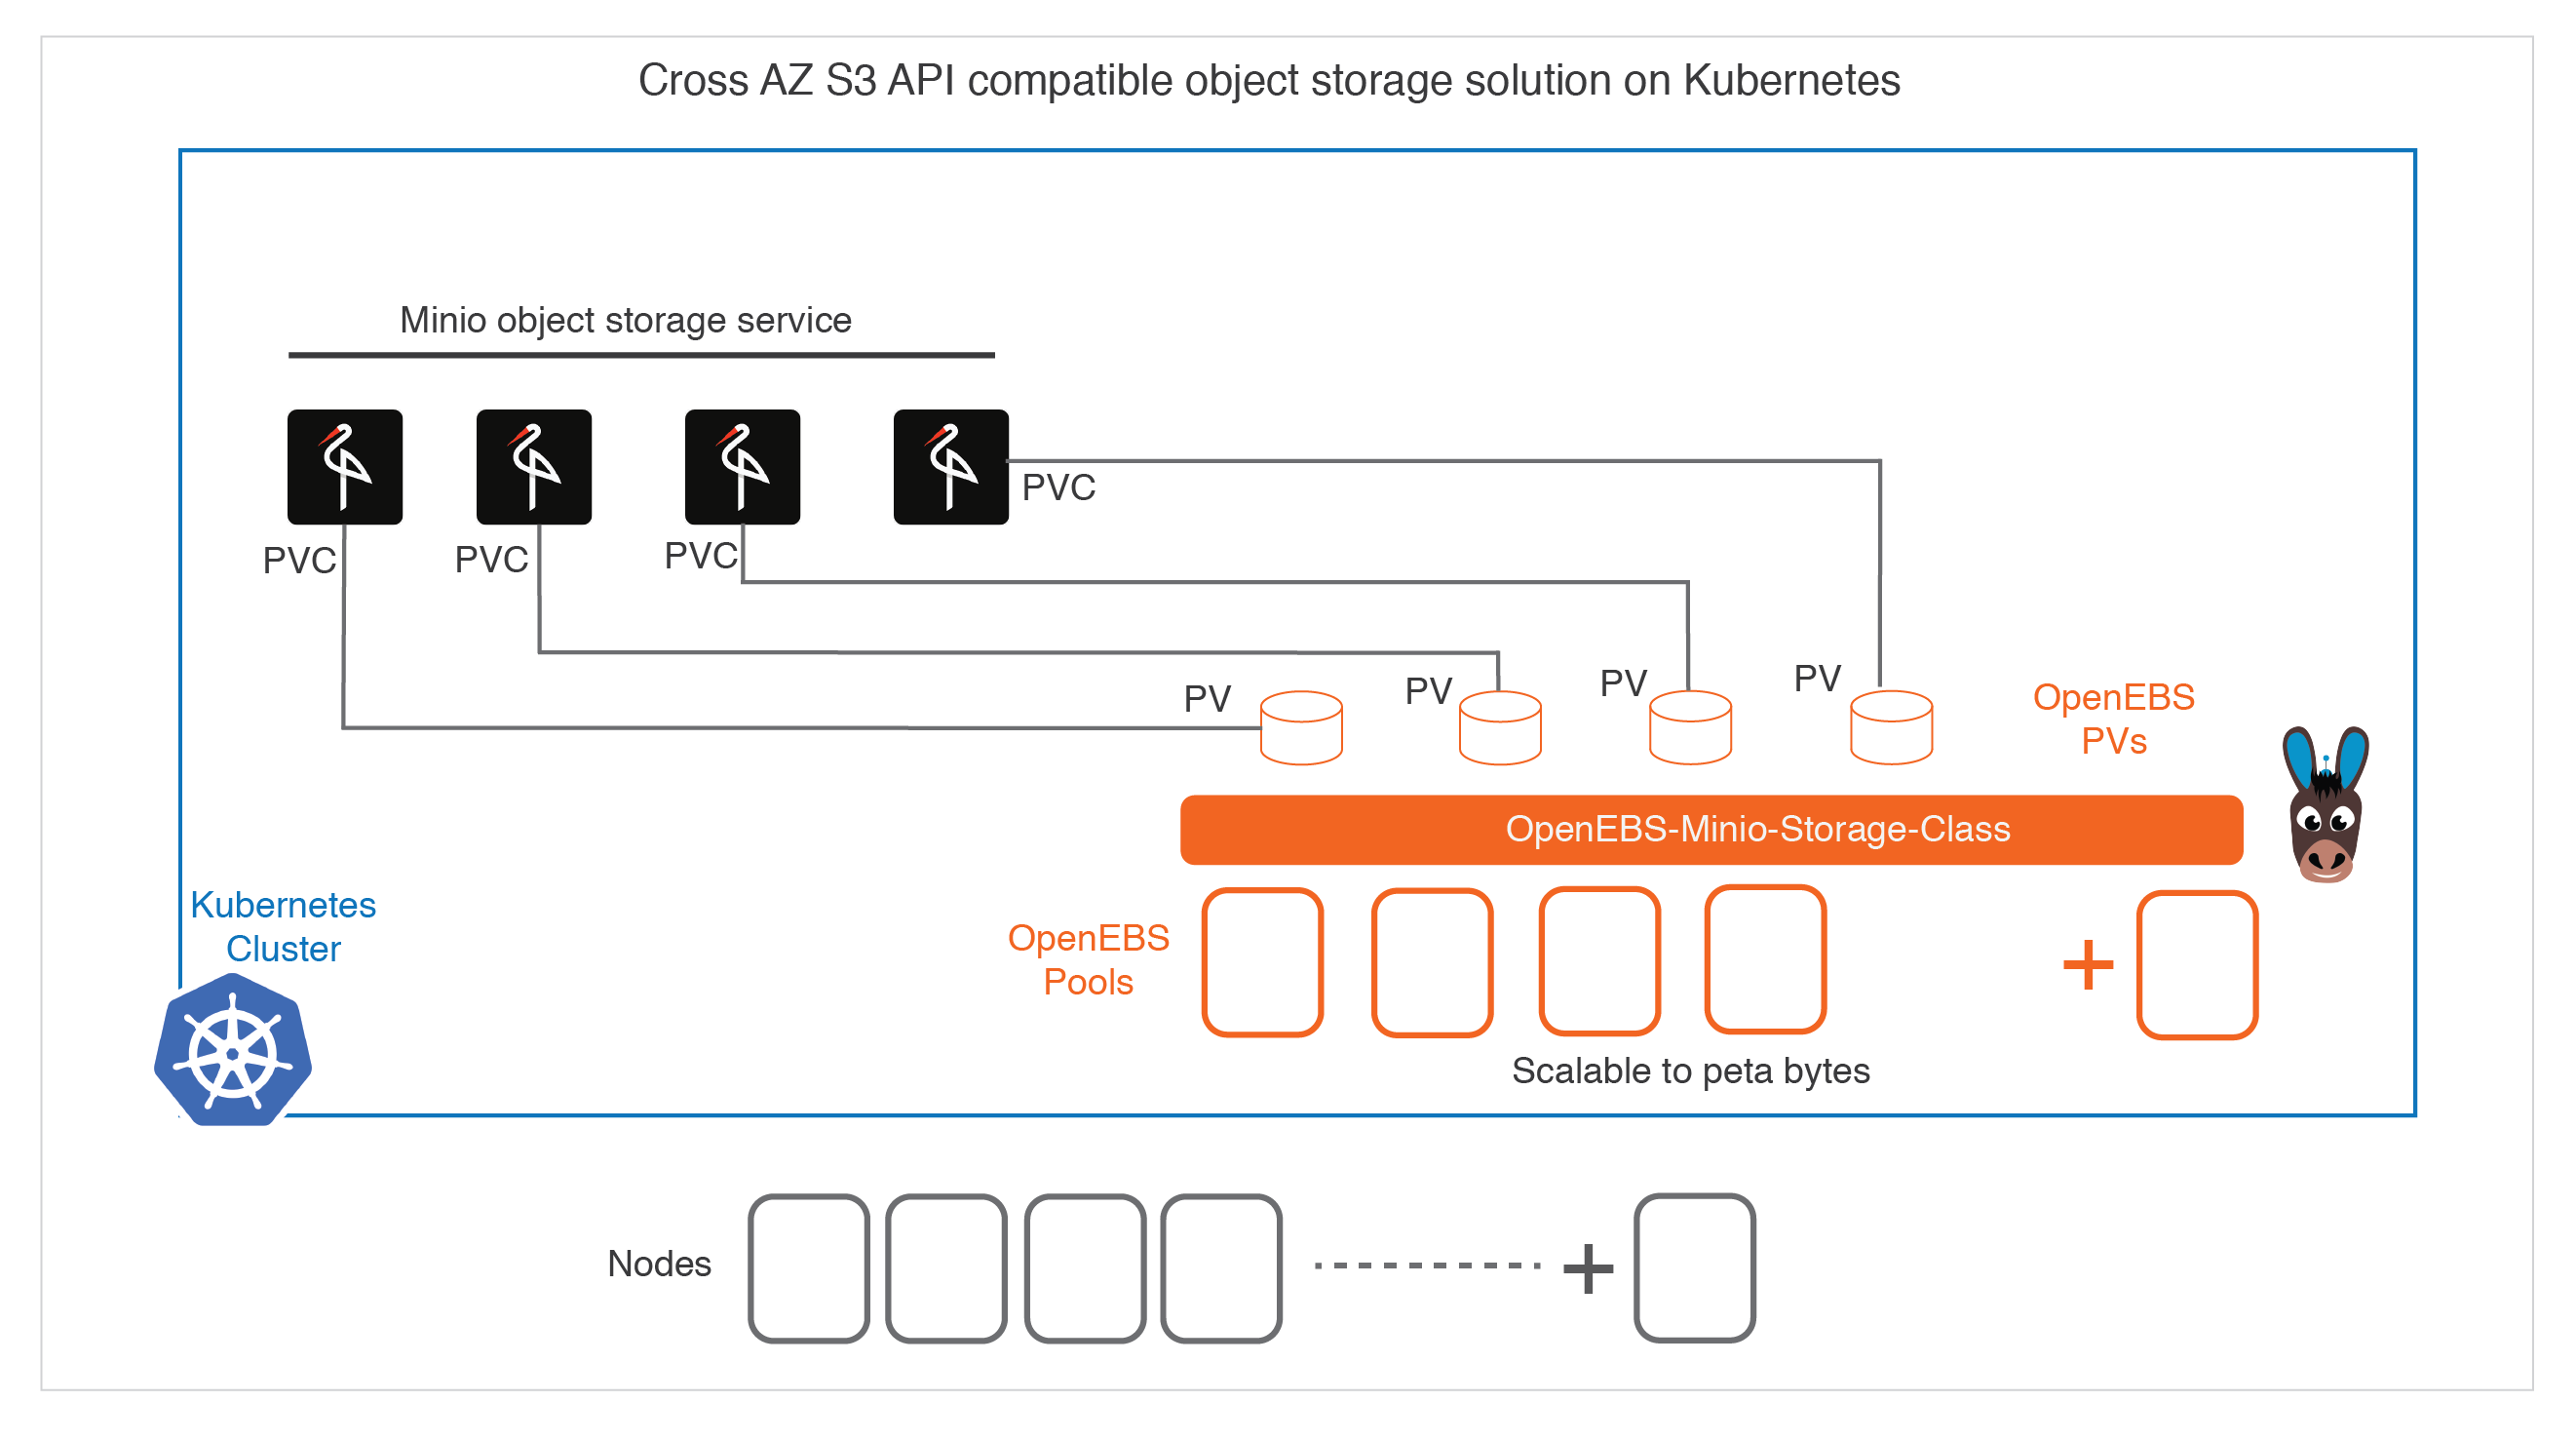 Cross AZ S3 API compatible object storage solution on Kubernetes
Minio object storage service
PVC
PVC
PVC
PVC
PV
PV
PV
PV
OpenEBS
PVs
OpenEBS-Minio-Storage-Class
Kubernetes
Cluster
OpenEBS
Pools
+
Scalable to peta bytes
Nodes
+